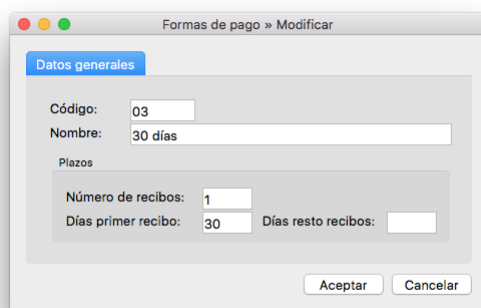 Formas de pago » Modificar
Datos generales
Código: 03
Nombre: 30 días
Plazos
Número de recibos: 1
Días primer recibo: 30 Días resto recibos:
Aceptar Cancelar